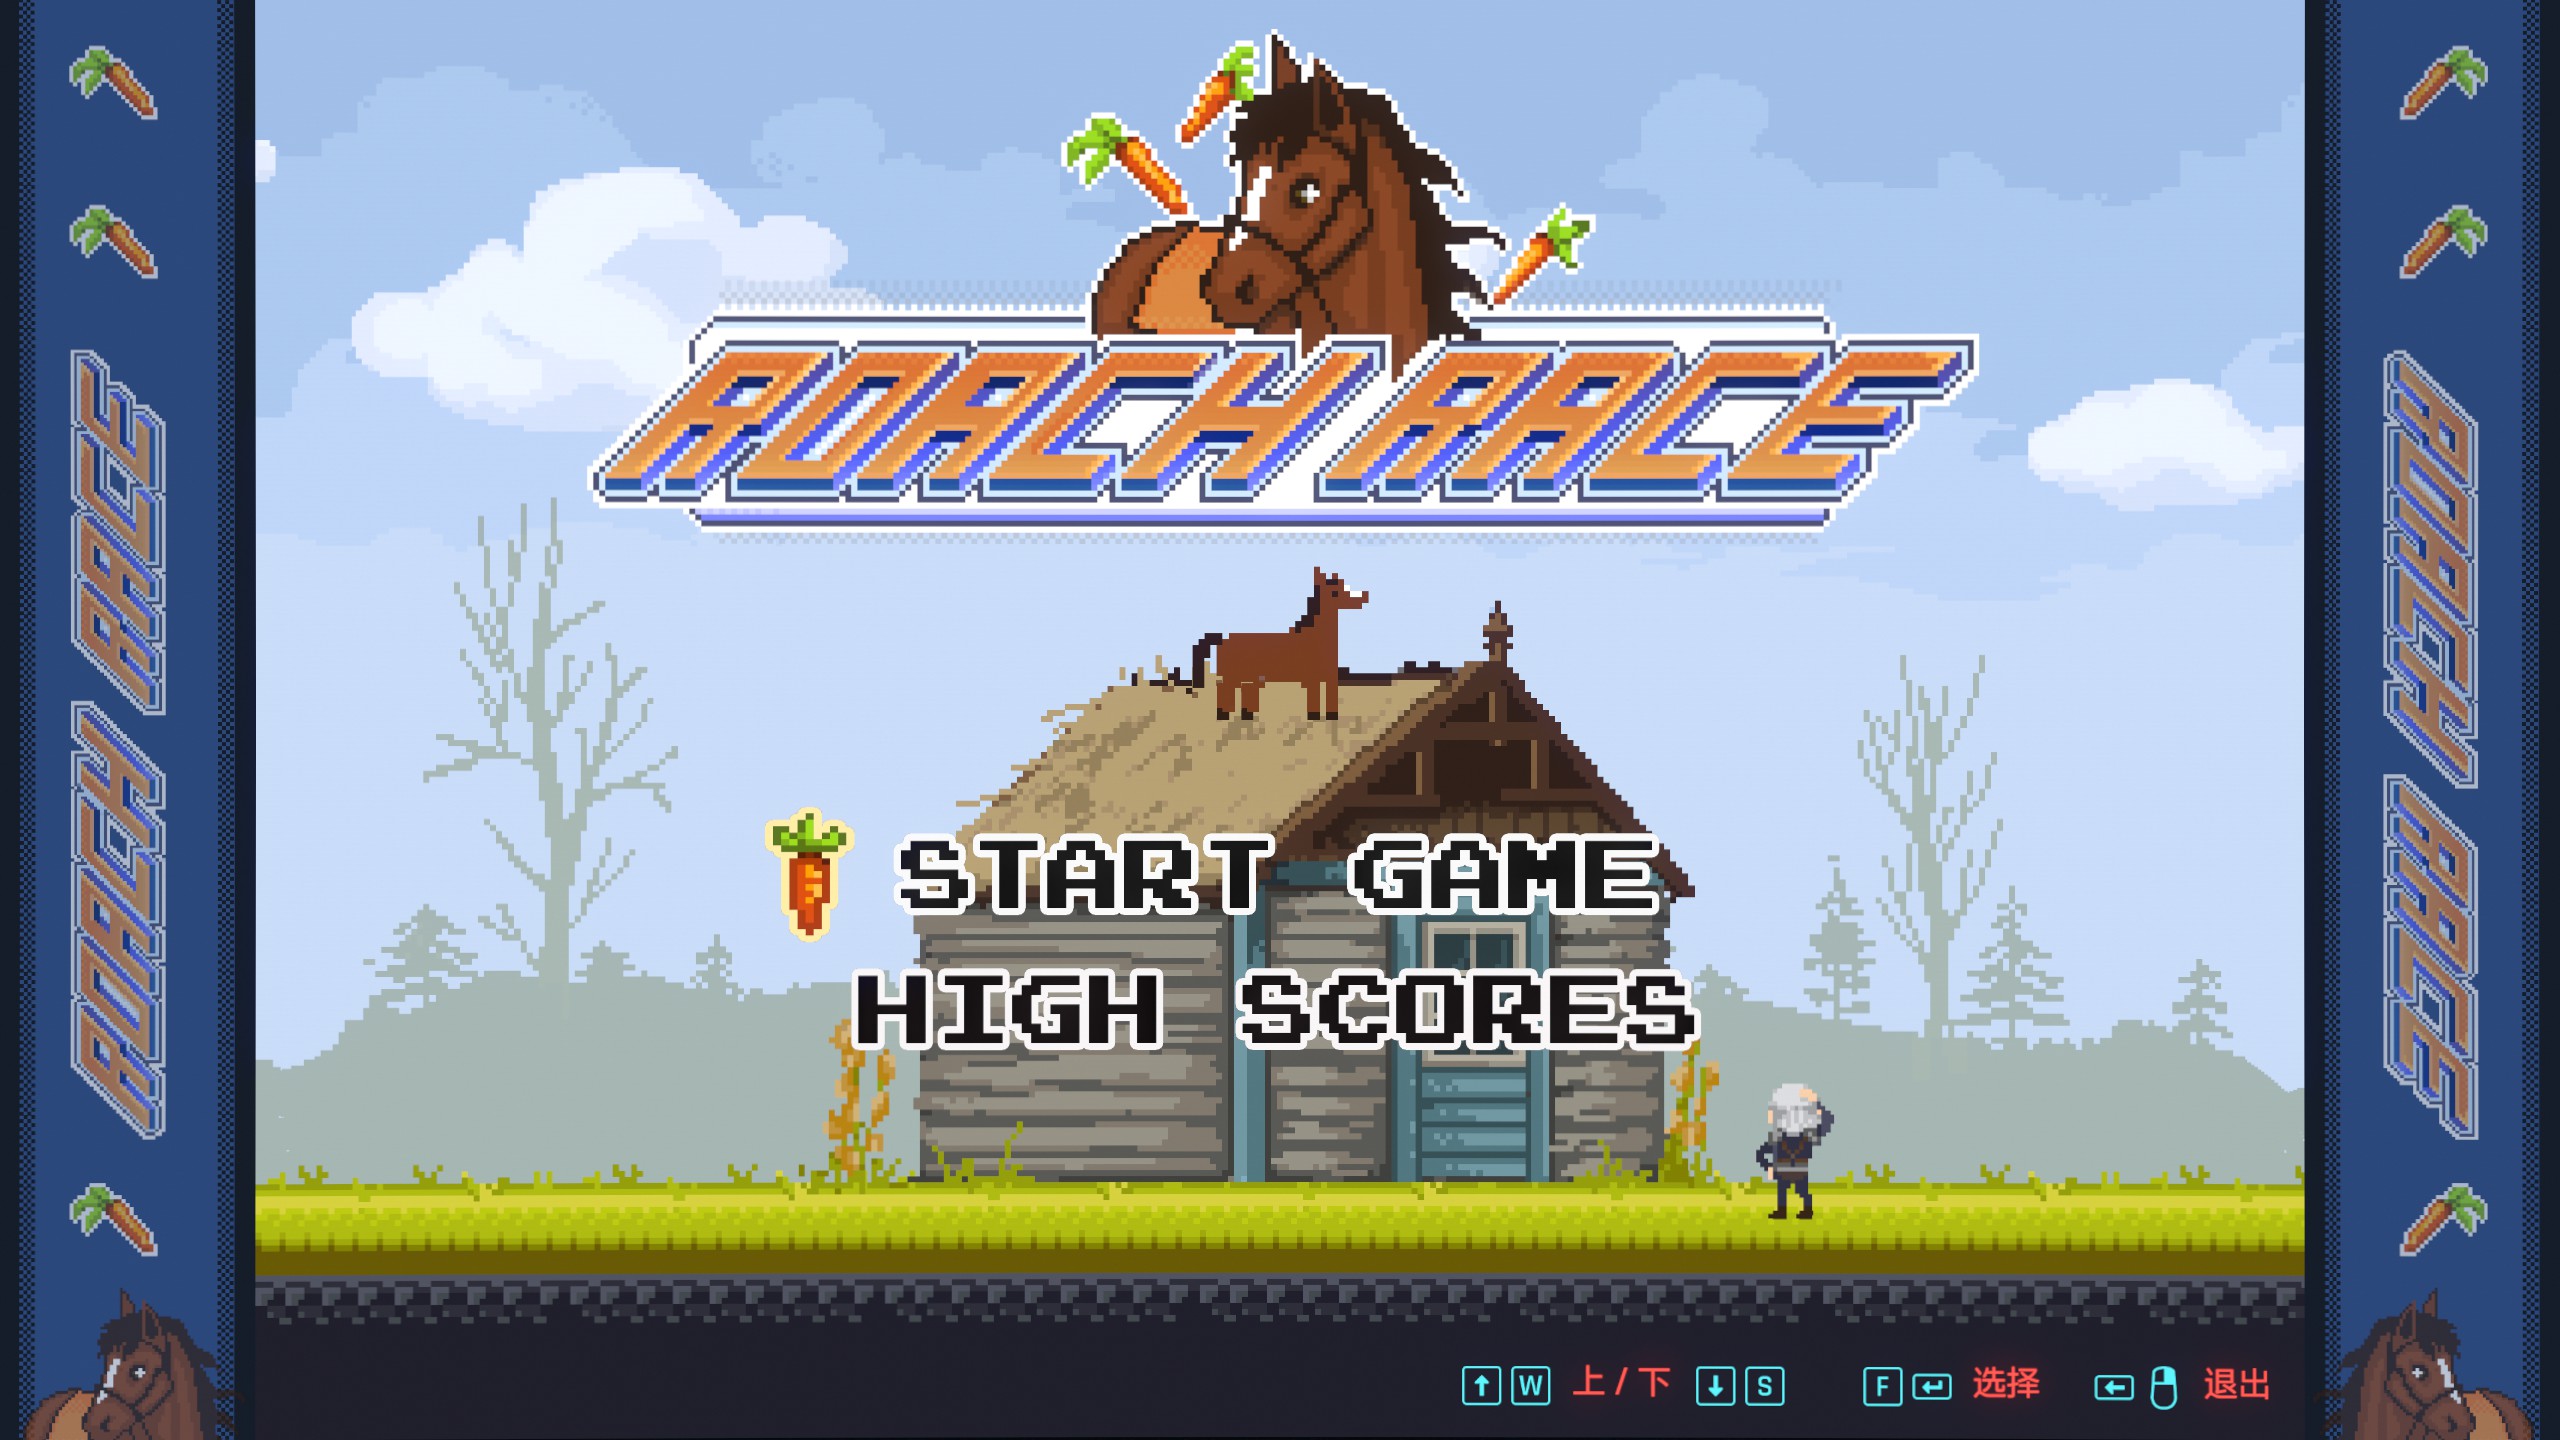 ROACH RACE
START GAME
HIGH SCORES
W 上 / 下 S F 选择 退出
ROACH RACE
ROACH RACE